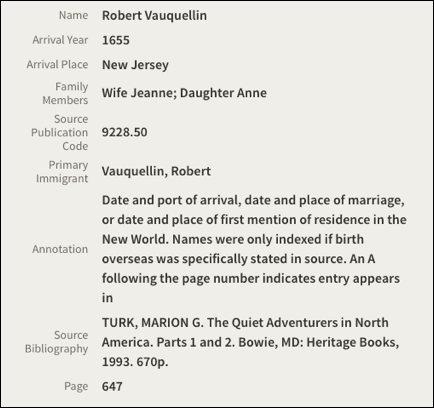 Name Robert Vauquellin
Arrival Year 1655
Arrival Place New Jersey
Family
Members
Wife Jeanne; Daughter Anne
Source
Publication
Code
9228.50
Primary
Immigrant
Vauquellin, Robert
Annotation
Date and port of arrival, date and place of marriage,
or date and place of first mention of residence in the
New World. Names were only indexed if birth
overseas was specifically stated in source. An A
following the page number indicates entry appears
in
Source
Bibliography
TURK, MARION G. The Quiet Adventurers in North
America. Parts 1 and 2. Bowie, MD: Heritage Books,
1993. 670p.
Page 647